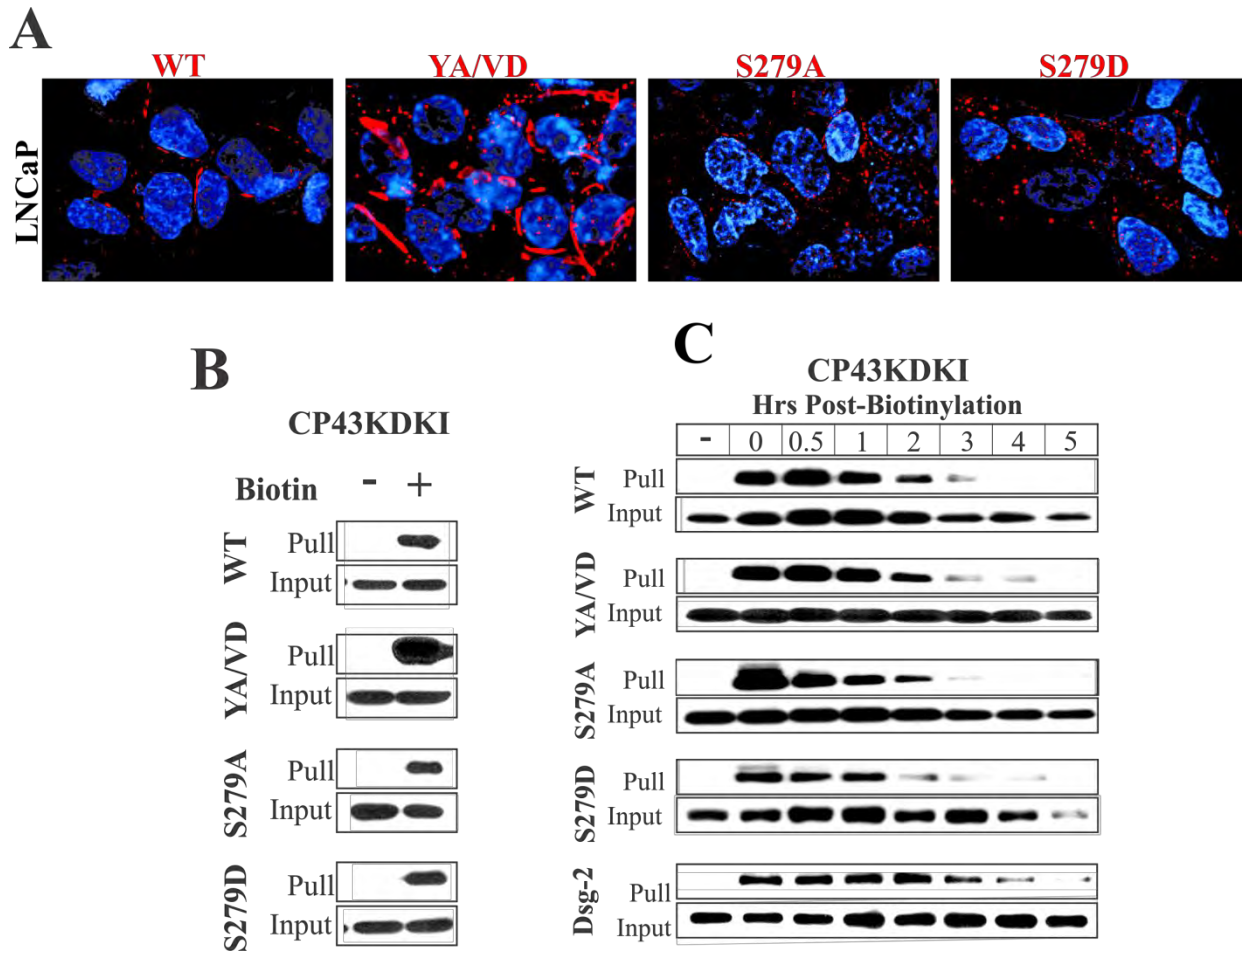 A
WT YA/VD S279A S279D
LNCaP
B
CP43KDKI
Biotin - +
WT
Pull
Input
YA/VD
Pull
Input
S279A
Pull
Input
S279D
Pull
Input
C
CP43KDKI
Hrs Post-Biotinylation
- 0 0.5 1 2 3 4 5
WT
Pull
Input
YA/VD
Pull
Input
S279A
Pull
Input
S279D
Pull
Input
Dsg-2
Pull
Input